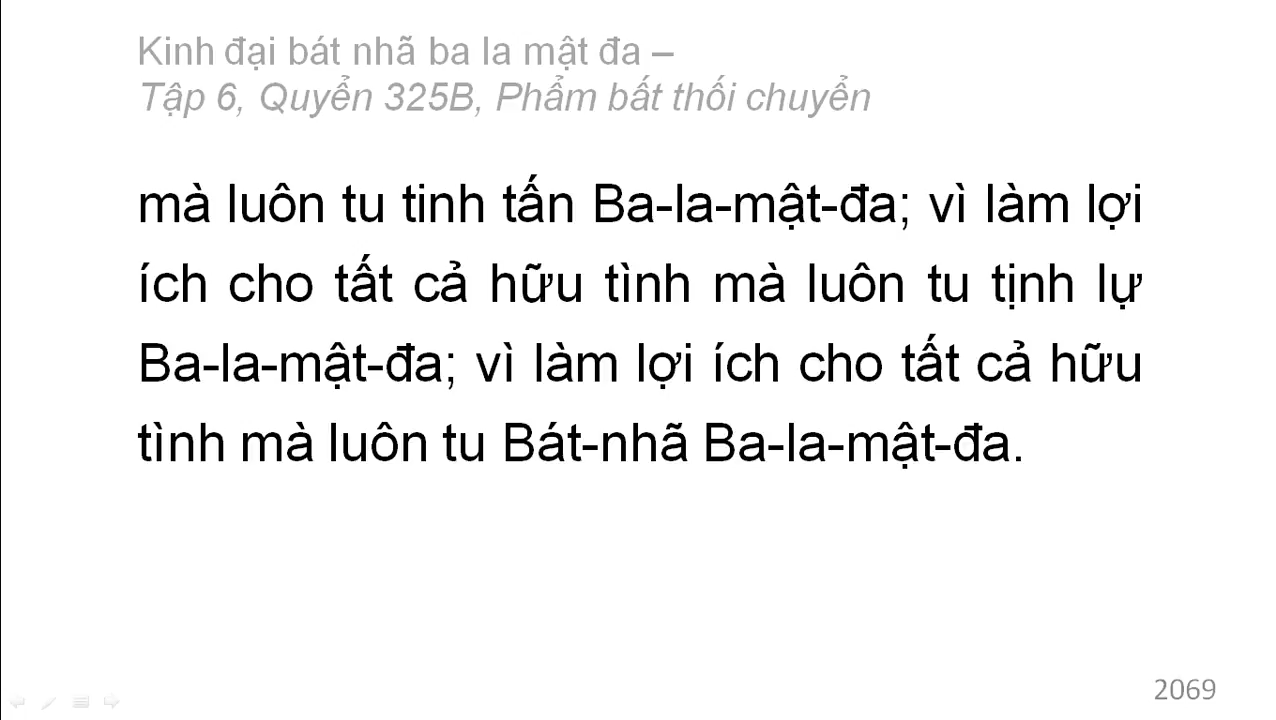 Kinh đại bát nhã ba la mật đa –
Tập 6, Quyển 325B, Phẩm bất thối chuyển
mà luôn tu tinh tấn Ba-la-mật-đa; vì làm lợi
ích cho tất cả hữu tình mà luôn tu tịnh lự
Ba-la-mật-đa; vì làm lợi ích cho tất cả hữu
tình mà luôn tu Bát-nhã Ba-la-mật-đa.
2069